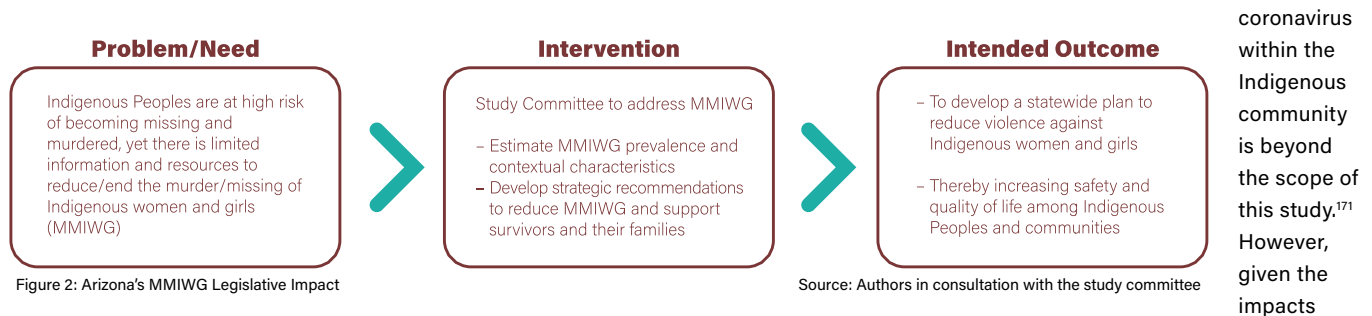 Problem/Need
Indigenous Peoples are at high risk
of becoming missing and
murdered, yet there is limited
information and resources to
reduce/end the murder/missing of
Indigenous women and girls
(MMIWG)
Intervention
Study Committee to address MMIWG
– Estimate MMIWG prevalence and
contextual characteristics
– Develop strategic recommendations
to reduce MMIWG and support
survivors and their families
Intended Outcome
– To develop a statewide plan to
reduce violence against
Indigenous women and girls
– Thereby increasing safety and
quality of life among Indigenous
Peoples and communities
Figure 2: Arizona’s MMIWG Legislative Impact
Source: Authors in consultation with the study committee
coronavirus
within the
Indigenous
community
is beyond
the scope of
this study.¹⁷¹
However,
given the
impacts